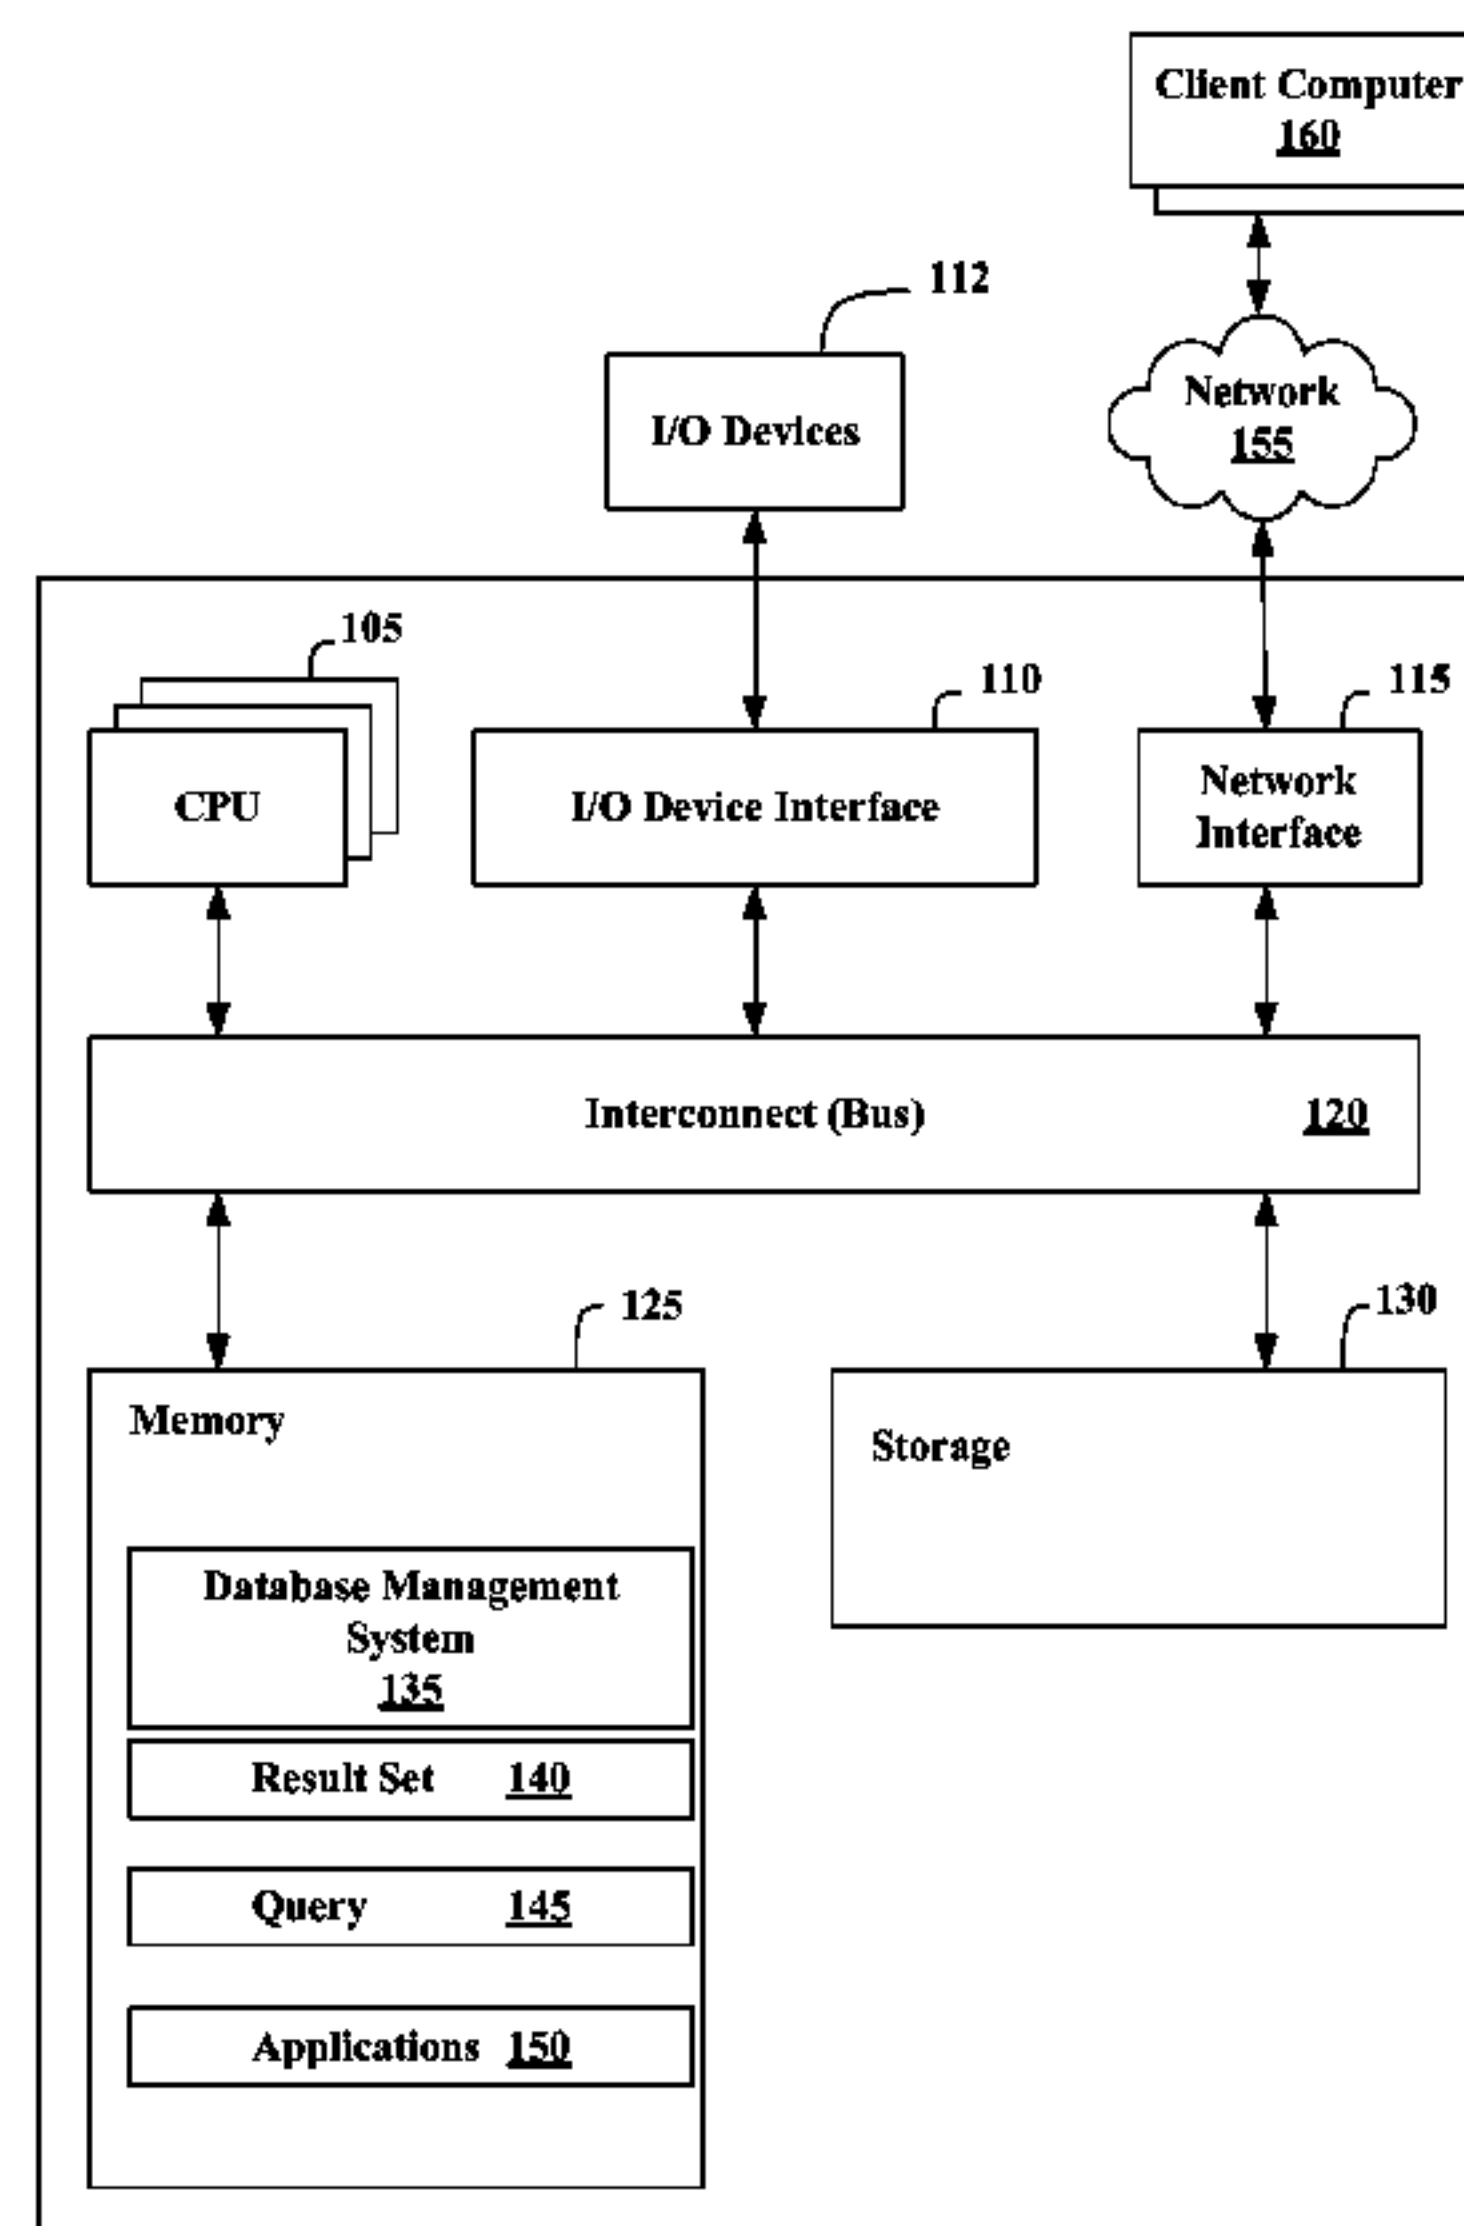 Client Computer
160
112
I/O Devices
Network
155
105
110
115
CPU
I/O Device Interface
Network
Interface
Interconnect (Bus)
120
125
130
Memory
Storage
Database Management
System
135
Result Set 140
Query 145
Applications 150